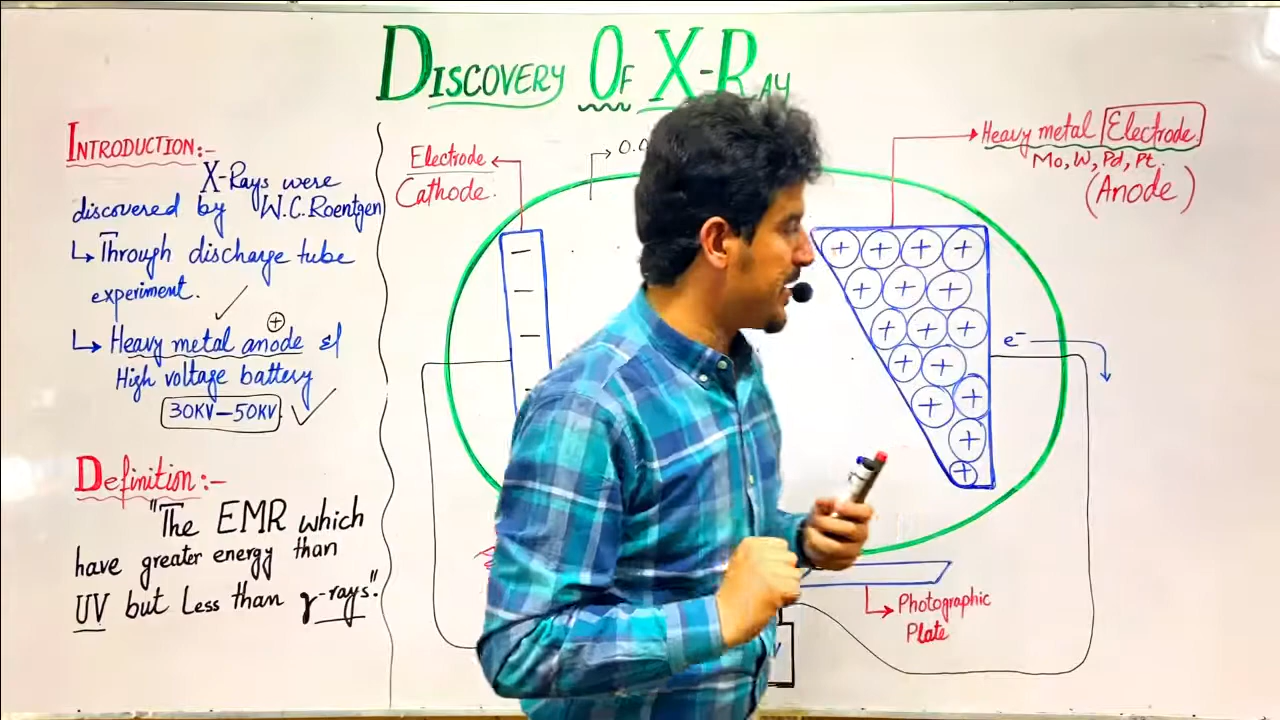 DISCOVERY OF X-RAY
INTRODUCTION:-
X-Rays were
discovered by W.C.Roentgen
↳ Through discharge tube
experiment.
+
↳ Heavy metal anode &
High voltage battery
30KV-50KV
Definition:-
"The EMR which
have greater energy than
UV but Less than γ-rays".
Electrode
Cathode.
Heavy metal Electrode.
Mo, W, Pd, Pt.
(Anode)
− + + + +
− + + +
− + + +
e⁻
+ +
+ +
+
+
Photographic
Plate